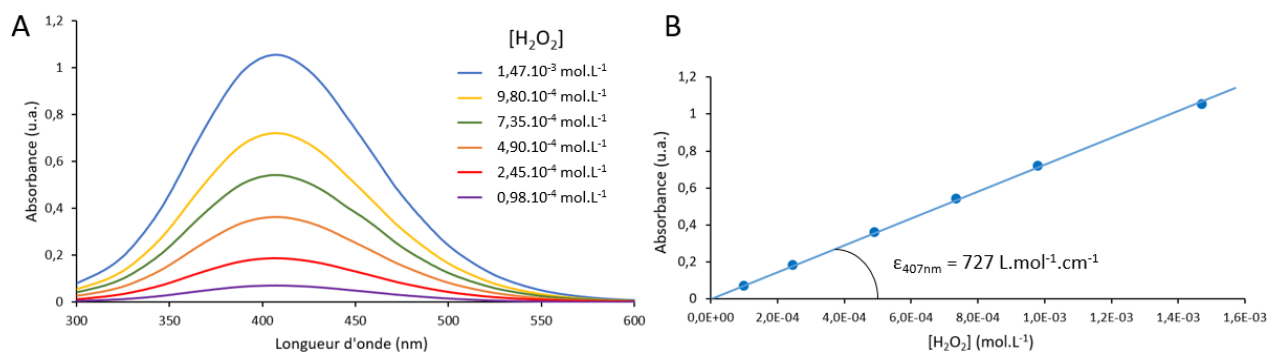 A
[H₂O₂]
1,47.10⁻³ mol.L⁻¹
9,80.10⁻⁴ mol.L⁻¹
7,35.10⁻⁴ mol.L⁻¹
4,90.10⁻⁴ mol.L⁻¹
2,45.10⁻⁴ mol.L⁻¹
0,98.10⁻⁴ mol.L⁻¹
Absorbance (u.a.)
1,2
1
0,8
0,6
0,4
0,2
0
300 350 400 450 500 550 600
Longueur d'onde (nm)
B
Absorbance (u.a.)
1,2
1
0,8
0,6
0,4
0,2
0
ε₄₀₇ₙₘ = 727 L.mol⁻¹.cm⁻¹
0,0E+00 2,0E-04 4,0E-04 6,0E-04 8,0E-04 1,0E-03 1,2E-03 1,4E-03 1,6E-03
[H₂O₂] (mol.L⁻¹)